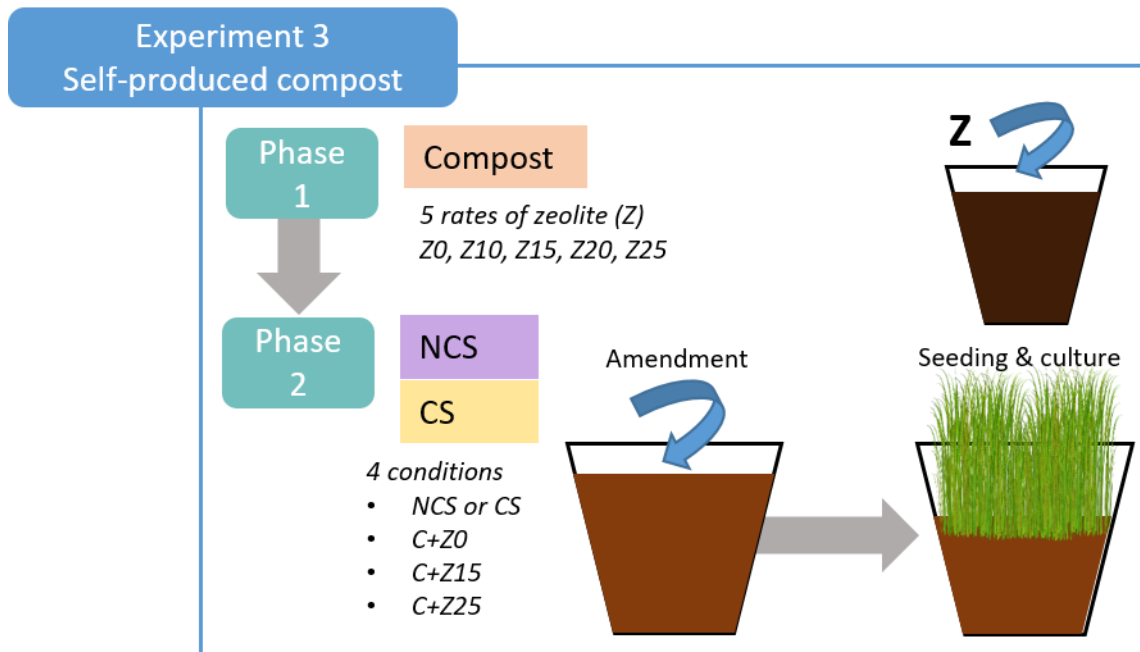 Experiment 3
Self-produced compost
Phase
1
Compost
5 rates of zeolite (Z)
Z0, Z10, Z15, Z20, Z25
Z
Phase
2
NCS
CS
4 conditions
• NCS or CS
• C+Z0
• C+Z15
• C+Z25
Amendment
Seeding & culture